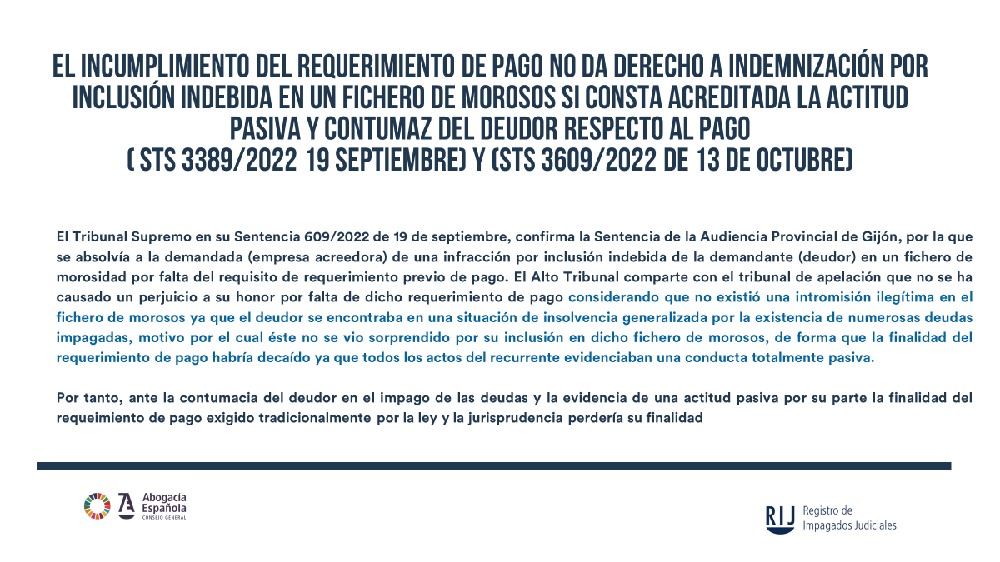 EL INCUMPLIMIENTO DEL REQUERIMIENTO DE PAGO NO DA DERECHO A INDEMNIZACIÓN POR
INCLUSIÓN INDEBIDA EN UN FICHERO DE MOROSOS SI CONSTA ACREDITADA LA ACTITUD
PASIVA Y CONTUMAZ DEL DEUDOR RESPECTO AL PAGO
( STS 3389/2022 19 SEPTIEMBRE) Y (STS 3609/2022 DE 13 DE OCTUBRE)
El Tribunal Supremo en su Sentencia 609/2022 de 19 de septiembre, confirma la Sentencia de la Audiencia Provincial de Gijón, por la que
se absolvía a la demandada (empresa acreedora) de una infracción por inclusión indebida de la demandante (deudor) en un fichero de
morosidad por falta del requisito de requerimiento previo de pago. El Alto Tribunal comparte con el tribunal de apelación que no se ha
causado un perjuicio a su honor por falta de dicho requerimiento de pago considerando que no existió una intromisión ilegítima en el
fichero de morosos ya que el deudor se encontraba en una situación de insolvencia generalizada por la existencia de numerosas deudas
impagadas, motivo por el cual éste no se vio sorprendido por su inclusión en dicho fichero de morosos, de forma que la finalidad del
requerimiento de pago habría decaído ya que todos los actos del recurrente evidenciaban una conducta totalmente pasiva.
Por tanto, ante la contumacia del deudor en el impago de las deudas y la evidencia de una actitud pasiva por su parte la finalidad del
requeimiento de pago exigido tradicionalmente por la ley y la jurisprudencia perdería su finalidad
Abogacía
Española
CONSEJO GENERAL
RIJ
Registro de
Impagados Judiciales